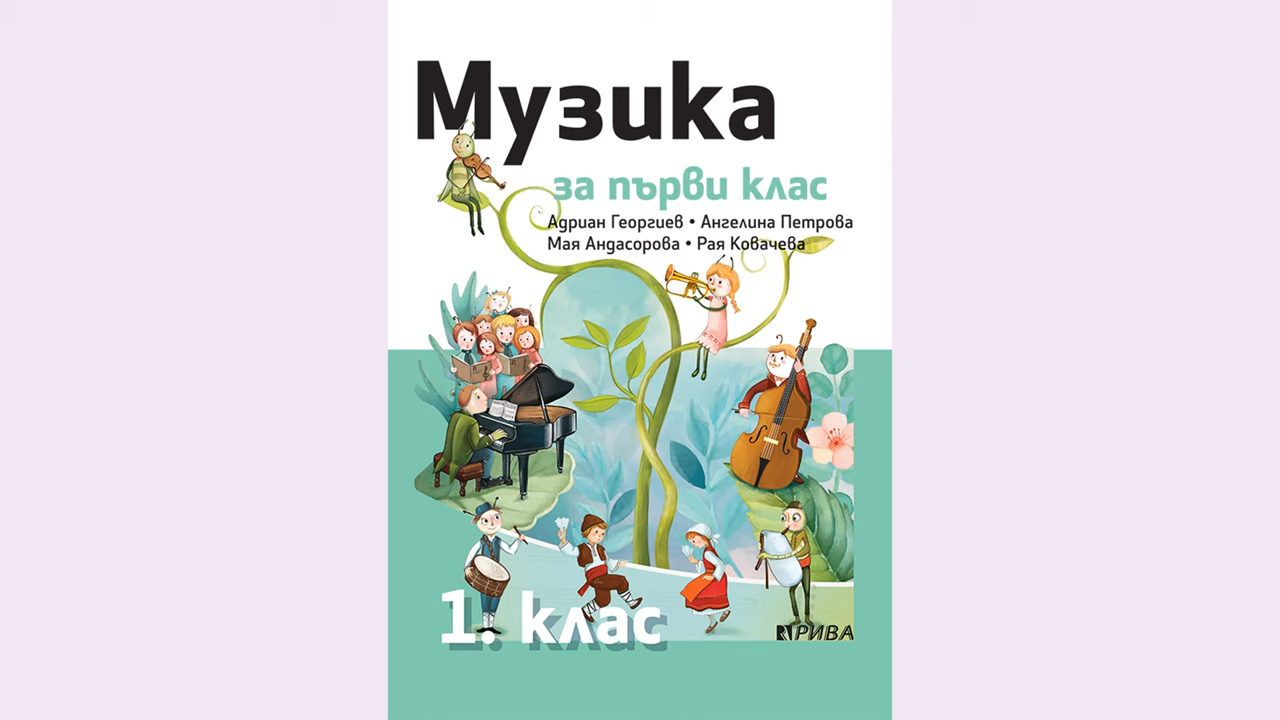 Музика
за първи клас
Адриан Георгиев • Ангелина Петрова
Мая Андасорова • Рая Ковачева
1. клас
РИВА